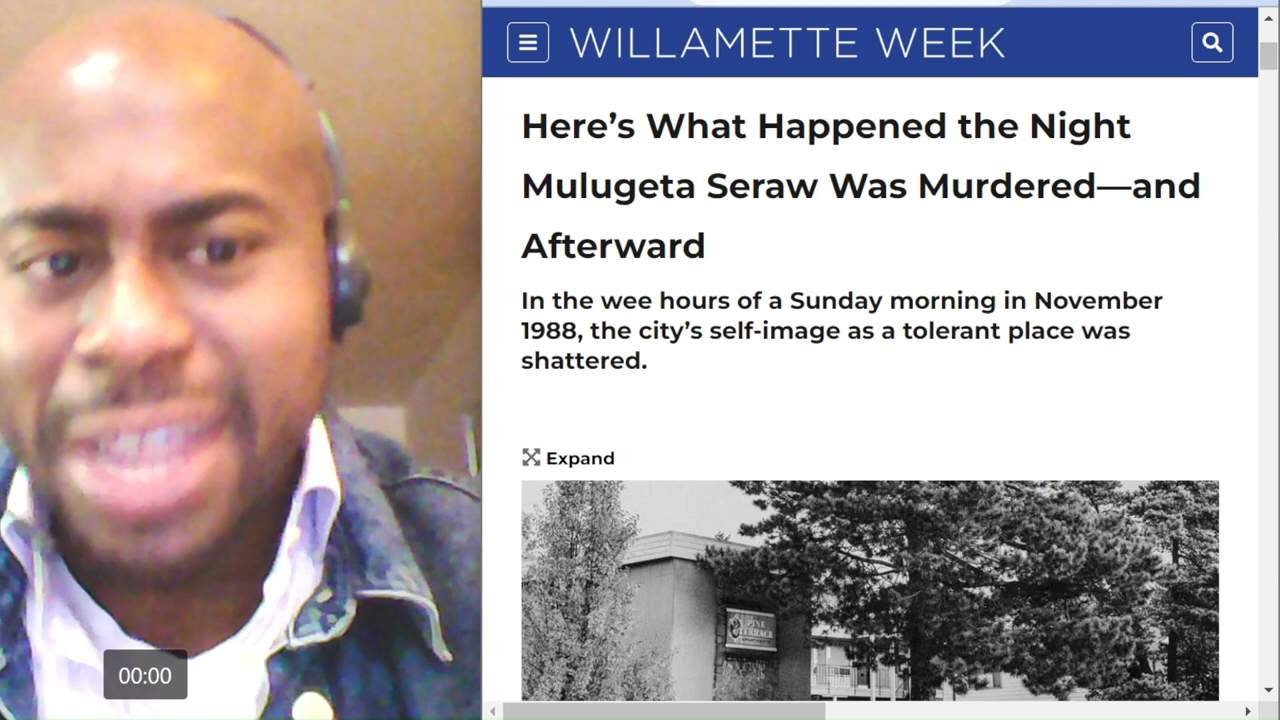 WILLAMETTE WEEK
Here’s What Happened the Night
Mulugeta Seraw Was Murdered—and
Afterward
In the wee hours of a Sunday morning in November
1988, the city’s self-image as a tolerant place was
shattered.
Expand
PINE
TERRACE
00:00